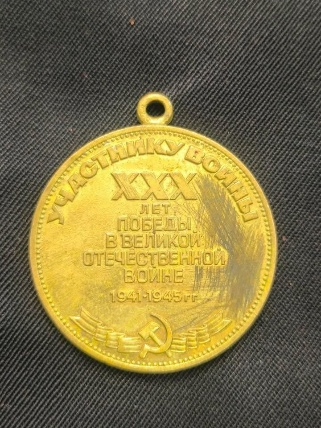 УЧАСТНИКУ ВОЙНЫ
XXX
ЛЕТ
ПОБЕДЫ
В ВЕЛИКОЙ
ОТЕЧЕСТВЕННОЙ
ВОЙНЕ
1941-1945 гг.